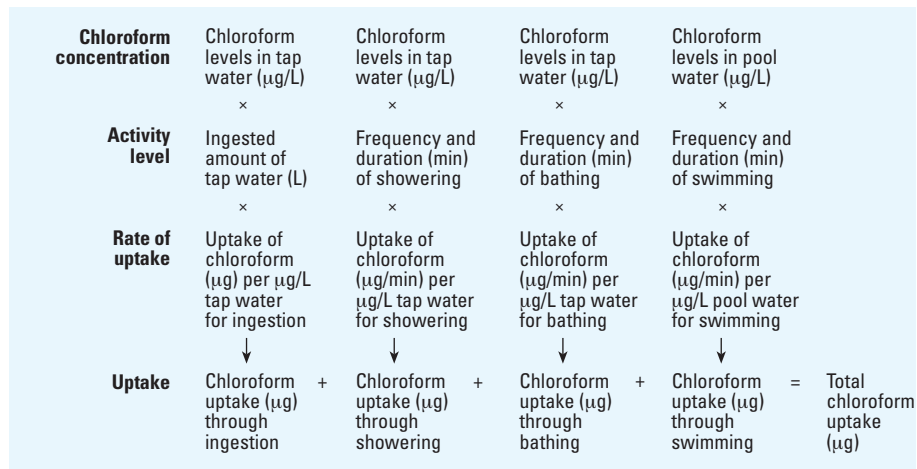 Chloroform concentration
Chloroform levels in tap water (μg/L)
Chloroform levels in tap water (μg/L)
Chloroform levels in tap water (μg/L)
Chloroform levels in pool water (μg/L)
× × × ×
Activity level
Ingested amount of tap water (L)
Frequency and duration (min) of showering
Frequency and duration (min) of bathing
Frequency and duration (min) of swimming
× × × ×
Rate of uptake
Uptake of chloroform (μg) per μg/L tap water for ingestion
Uptake of chloroform (μg/min) per μg/L tap water for showering
Uptake of chloroform (μg/min) per μg/L tap water for bathing
Uptake of chloroform (μg/min) per μg/L pool water for swimming
Uptake
Chloroform uptake (μg) through ingestion
+
Chloroform uptake (μg) through showering
+
Chloroform uptake (μg) through bathing
+
Chloroform uptake (μg) through swimming
=
Total chloroform uptake (μg)